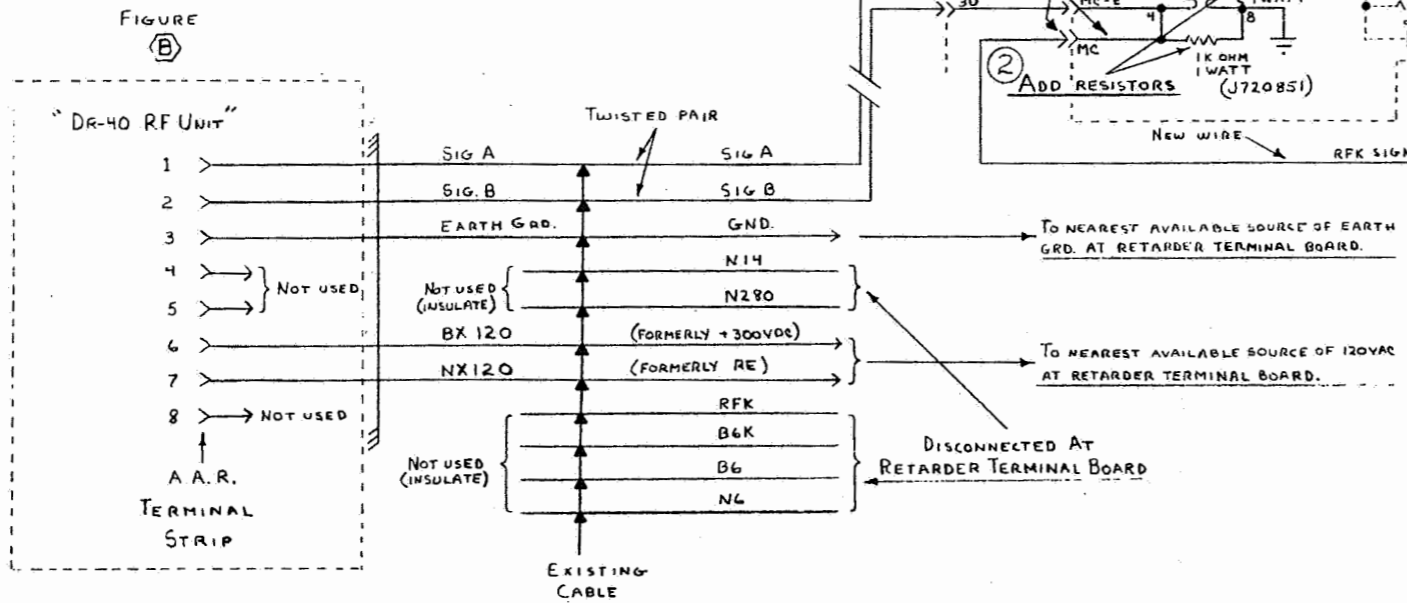 FIGURE
B
"DR-40 RF UNIT"
1
2
3
4
5
6
7
8
NOT USED
NOT USED
A.A.R.
TERMINAL
STRIP
SIG A
SIG. B
EARTH GRD.
NOT USED
(INSULATE)
BX 120
NX120
NOT USED
(INSULATE)
TWISTED PAIR
SIG A
SIG B
GND.
N14
N280
(FORMERLY +300VDC)
(FORMERLY RE)
RFK
B6K
B6
N6
EXISTING
CABLE
30
MC-E
4
8
MC
2
ADD RESISTORS
1K OHM
1 WATT
(J720851)
NEW WIRE
RFK SIGN
TO NEAREST AVAILABLE SOURCE OF EARTH
GRD. AT RETARDER TERMINAL BOARD.
TO NEAREST AVAILABLE SOURCE OF 120VAC
AT RETARDER TERMINAL BOARD.
DISCONNECTED AT
RETARDER TERMINAL BOARD